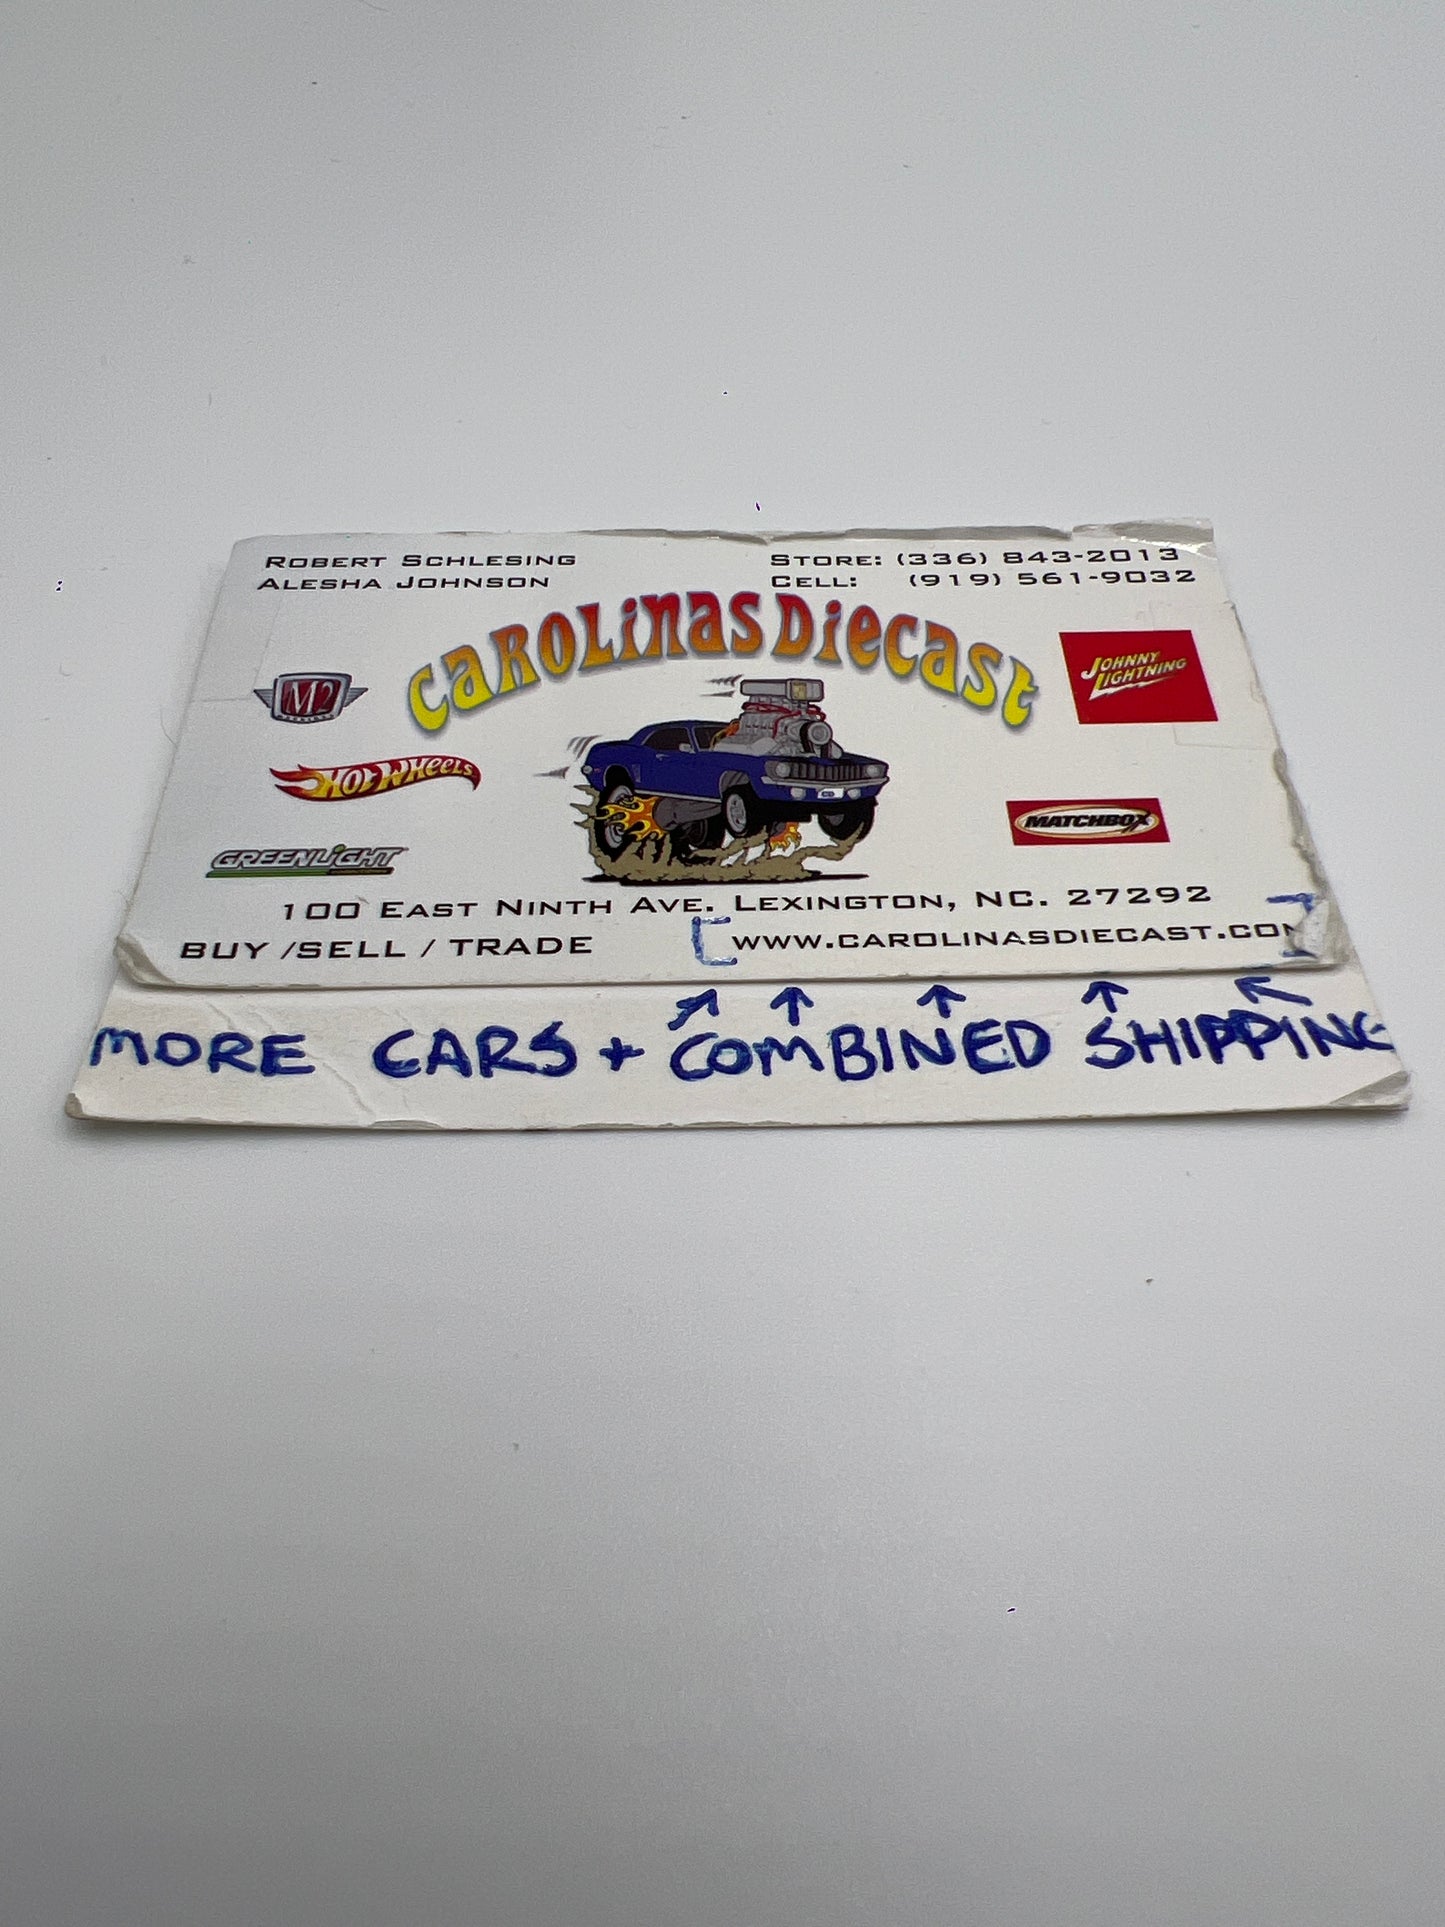 ROBERT SCHLESING
ALESHA JOHNSON
STORE: (336) 843-2013
CELL: (919) 561-9032
CAROLINAS DIECAST
M2
HOT WHEELS
GREENLIGHT
JOHNNY
LIGHTNING
MATCHBOX
100 EAST NINTH AVE. LEXINGTON, NC. 27292
BUY /SELL / TRADE
[WWW.CAROLINASDIECAST.COM]
MORE CARS + COMBINED SHIPPING